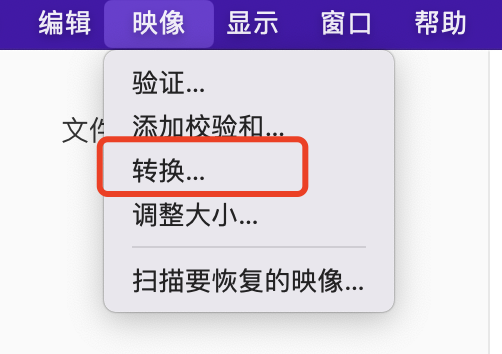 编辑 映像 显示 窗口 帮助
验证...
文件
添加校验和...
转换...
调整大小...
扫描要恢复的映像...